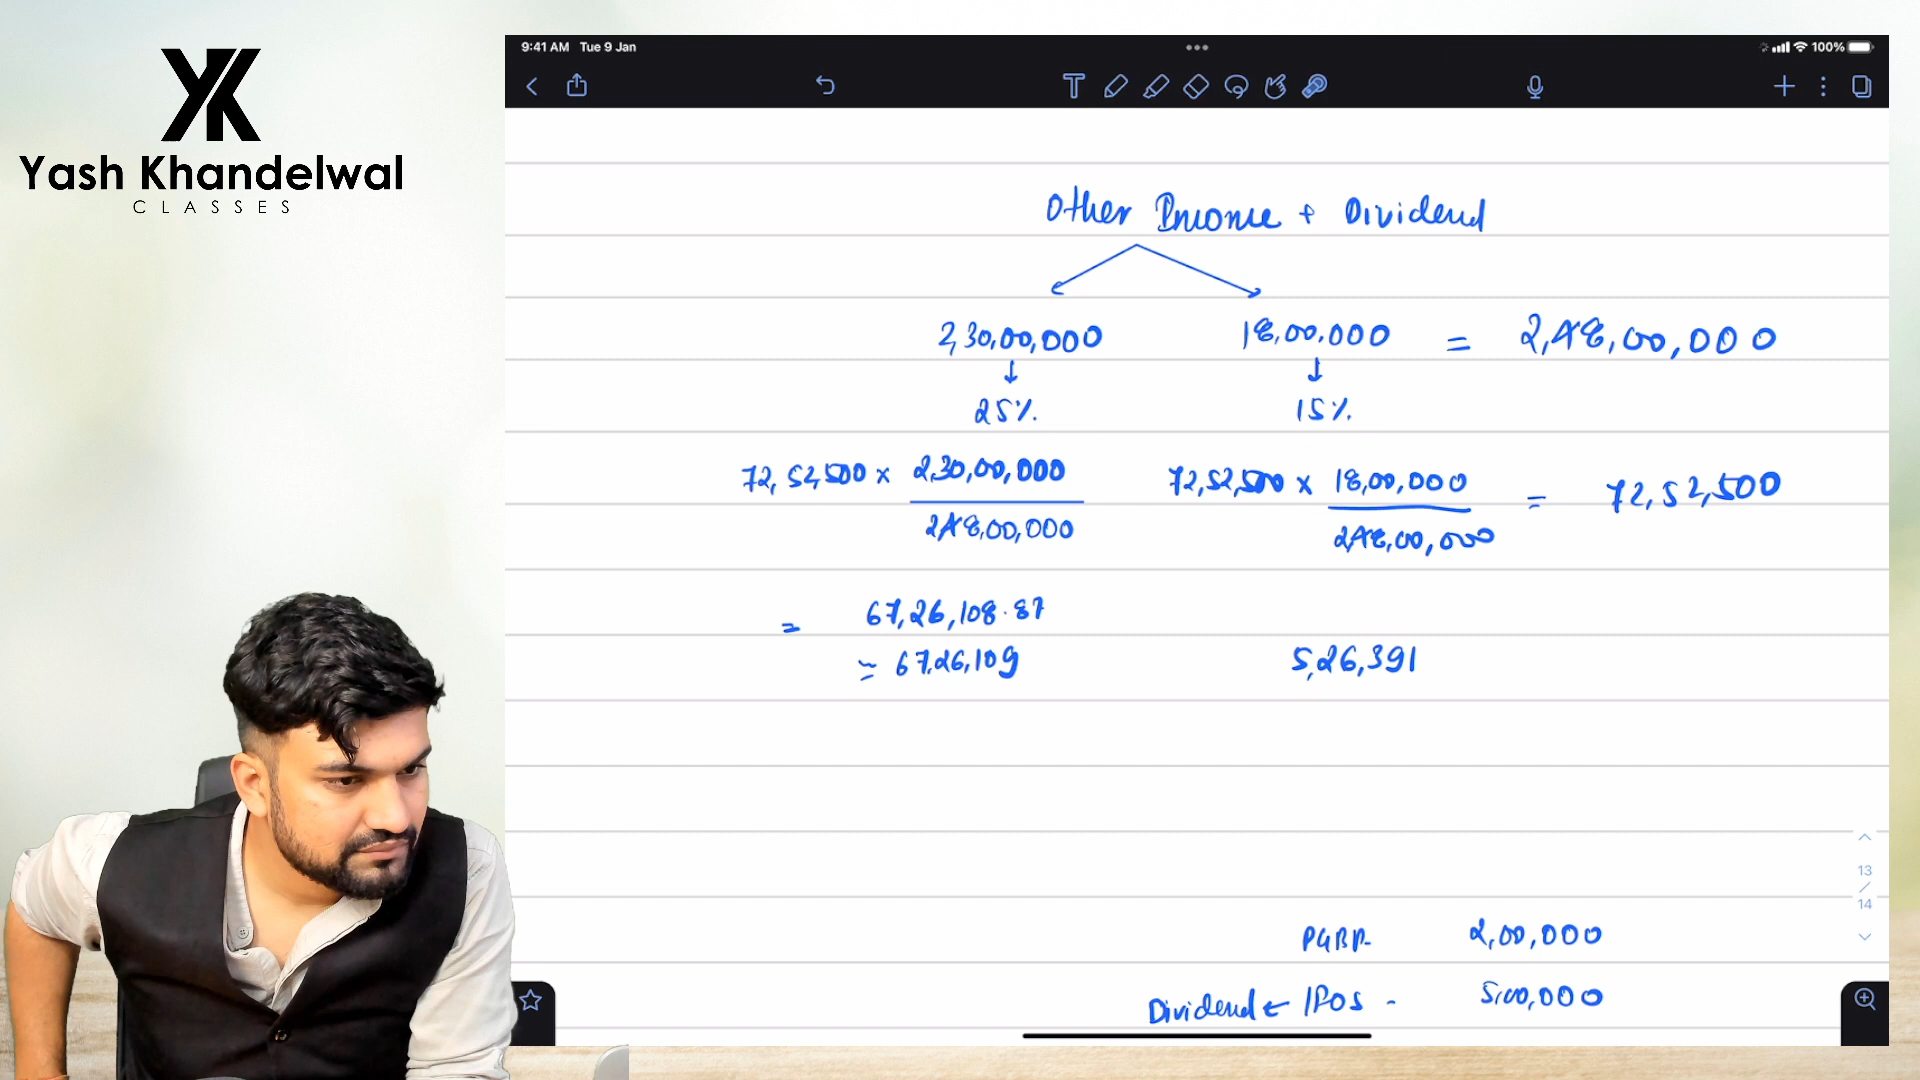 Yash Khandelwal
CLASSES
9:41 AM Tue 9 Jan
100%
Other Income + Dividend
2,30,00,000 18,00,000 = 2,48,00,000
25% 15%
72,52,500 × 2,30,00,000 / 2,48,00,000 72,52,500 × 18,00,000 / 2,48,00,000 = 72,52,500
= 67,26,108.87
≃ 67,26,109 5,26,391
13
/
14
PGBP- 2,00,000
Dividend ← IFOS - 5,00,000